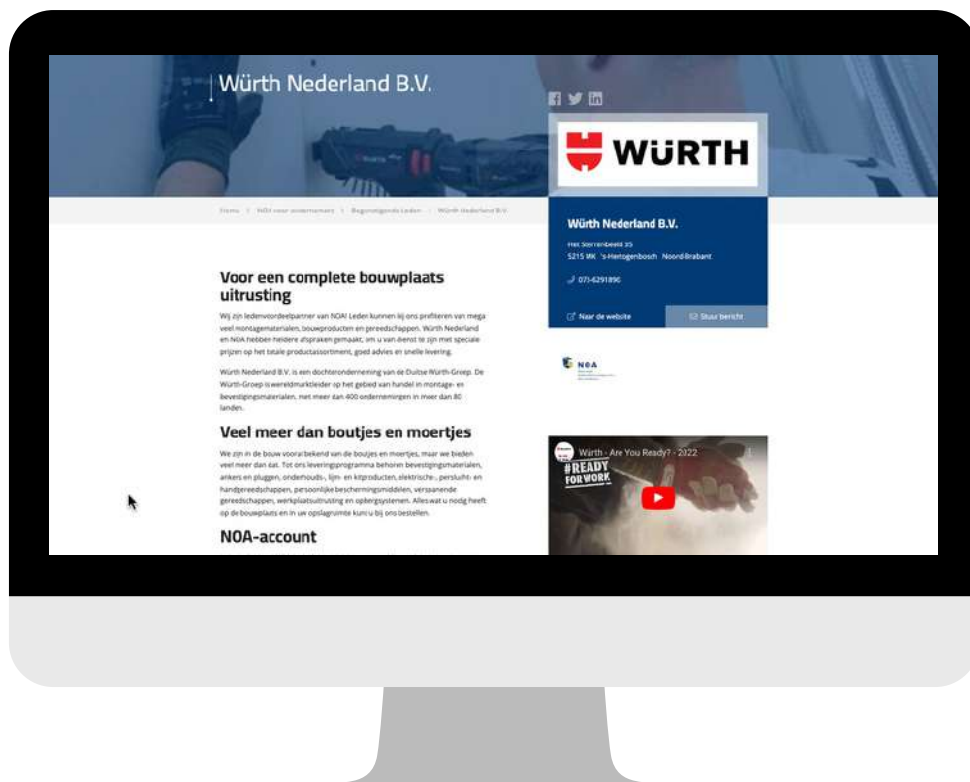 Würth Nederland B.V.
WÜRTH
Home
NOA voor ondernemers
Begunstigende Leden
Würth Nederland B.V.
Würth Nederland B.V.
Het Sterrenbeeld 35
5215 MK 's-Hertogenbosch Noord-Brabant
073-6291890
Naar de website
Stuur bericht
Voor een complete bouwplaats
uitrusting
Wij zijn ledenvoordeelpartner van NOA! Leden kunnen bij ons profiteren van mega
veel montagematerialen, bouwproducten en gereedschappen. Würth Nederland
en NOA hebben heldere afspraken gemaakt, om u van dienst te zijn met speciale
prijzen op het totale productassortiment, goed advies en snelle levering.
Würth Nederland B.V. is een dochteronderneming van de Duitse Würth-Groep. De
Würth-Groep is wereldmarktleider op het gebied van handel in montage- en
bevestigingsmaterialen, met meer dan 400 ondernemingen in meer dan 80
landen.
Veel meer dan boutjes en moertjes
We zijn in de bouw vooral bekend van de boutjes en moertjes, maar we bieden
veel meer dan dat. Tot ons leveringsprogramma behoren bevestigingsmaterialen,
ankers en pluggen, onderhouds-, lijm- en kitproducten, elektrische-, perslucht- en
handgereedschappen, persoonlijke beschermingsmiddelen, verspanende
gereedschappen, werkplaatsuitrusting en opbergsystemen. Alles wat u nodig heeft
op de bouwplaats en in uw opslagruimte kunt u bij ons bestellen.
NOA-account
NOA
Würth - Are You Ready? - 2022
#READY
FOR WORK